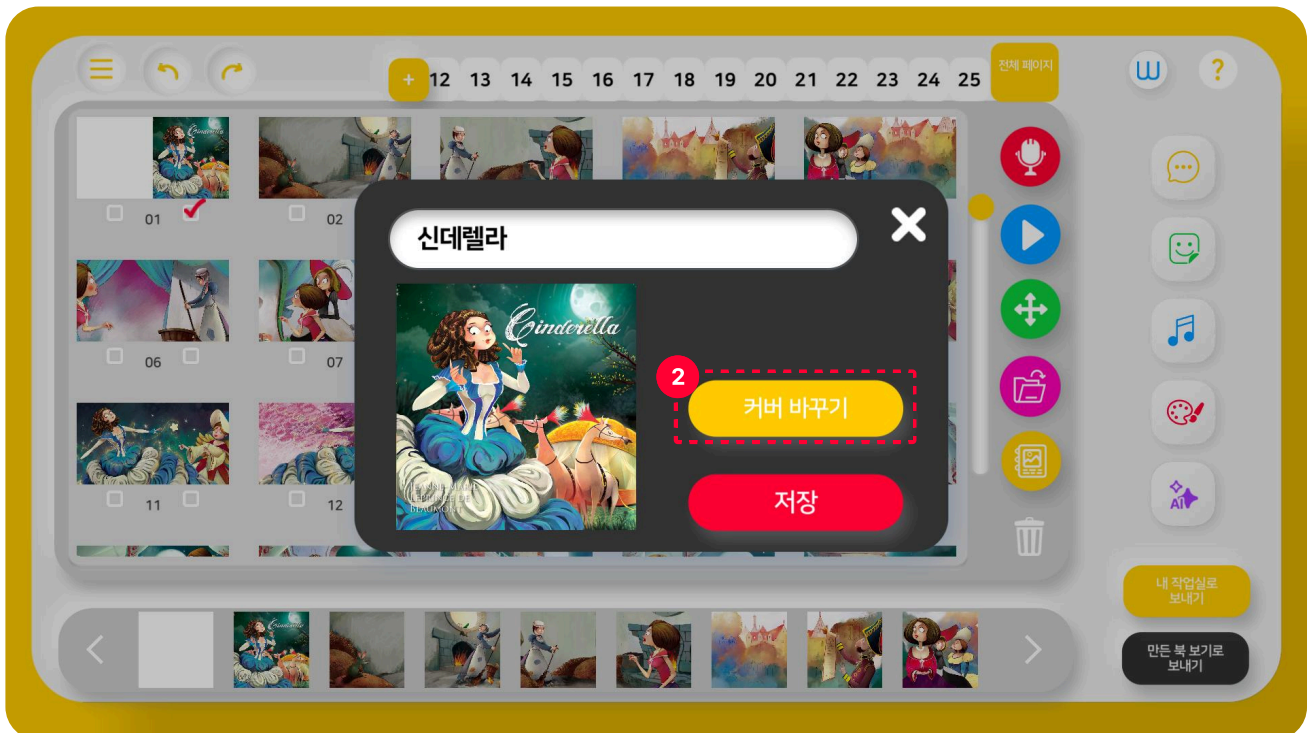 + 12 13 14 15 16 17 18 19 20 21 22 23 24 25
전체 페이지
?
01
02
신데렐라
Cinderella
06
07
2
커버 바꾸기
저장
11
12
BEAUMONT
AI
내 작업실로
보내기
만든 북 보기로
보내기